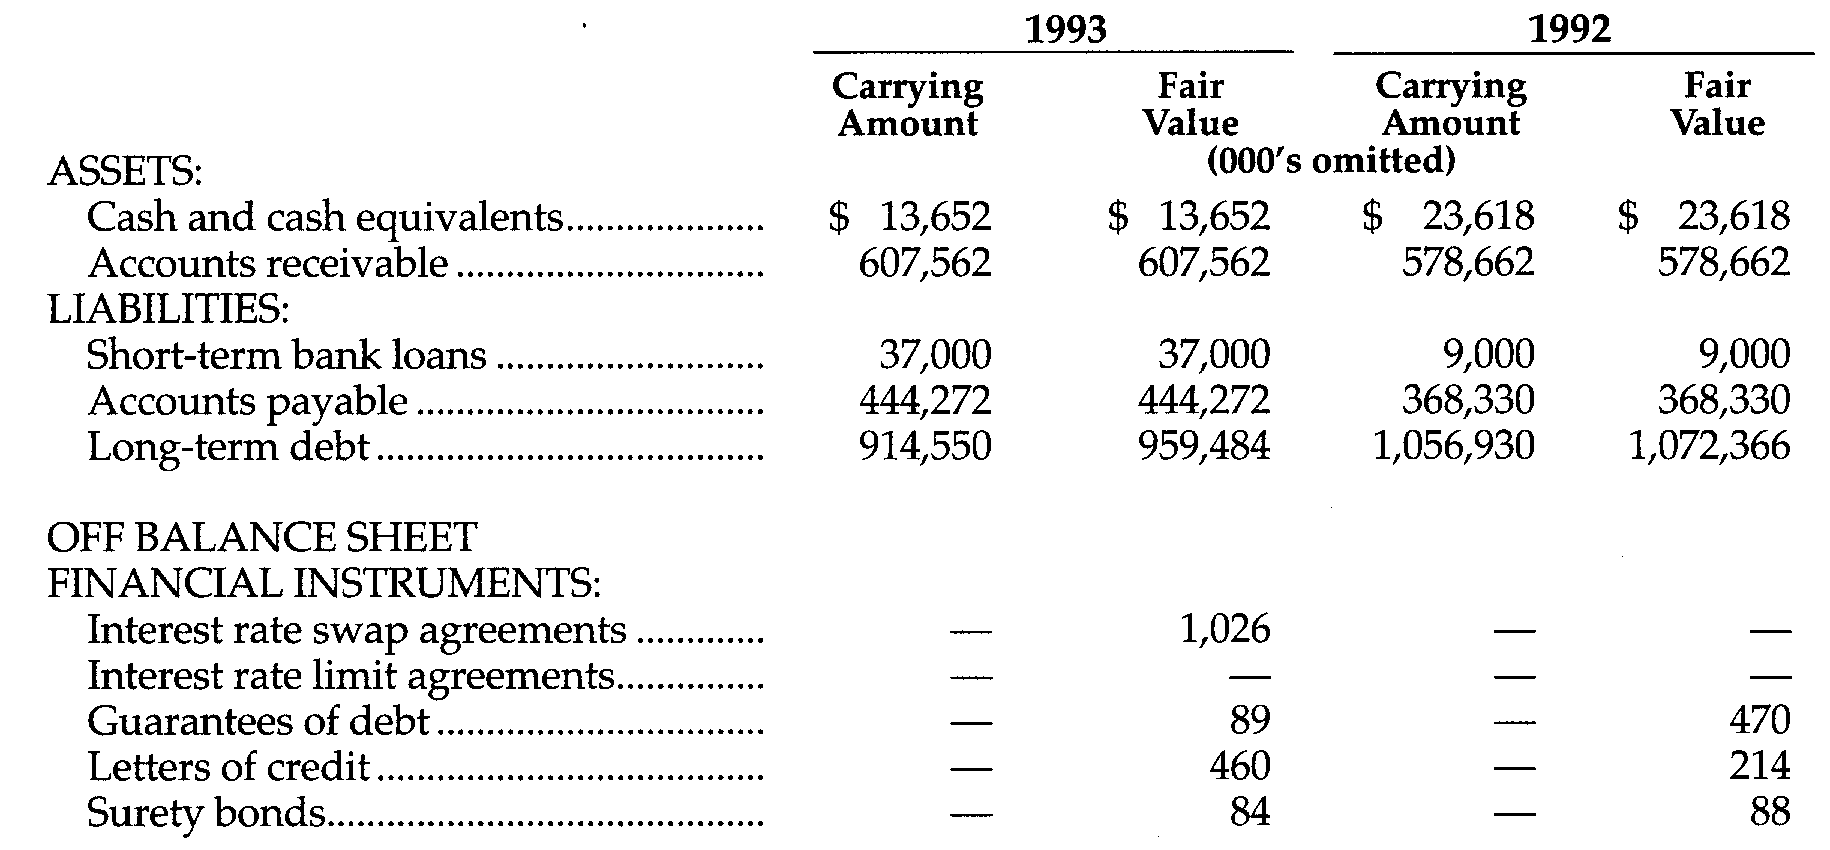 1993 1992
Carrying Fair Carrying Fair
Amount Value Amount Value
(000's omitted)
ASSETS:
Cash and cash equivalents.................... $ 13,652 $ 13,652 $ 23,618 $ 23,618
Accounts receivable ............................... 607,562 607,562 578,662 578,662
LIABILITIES:
Short-term bank loans ........................... 37,000 37,000 9,000 9,000
Accounts payable ................................... 444,272 444,272 368,330 368,330
Long-term debt ....................................... 914,550 959,484 1,056,930 1,072,366
OFF BALANCE SHEET
FINANCIAL INSTRUMENTS:
Interest rate swap agreements ............. — 1,026 — —
Interest rate limit agreements............... — — — —
Guarantees of debt ................................. — 89 — 470
Letters of credit ....................................... — 460 — 214
Surety bonds............................................ — 84 — 88